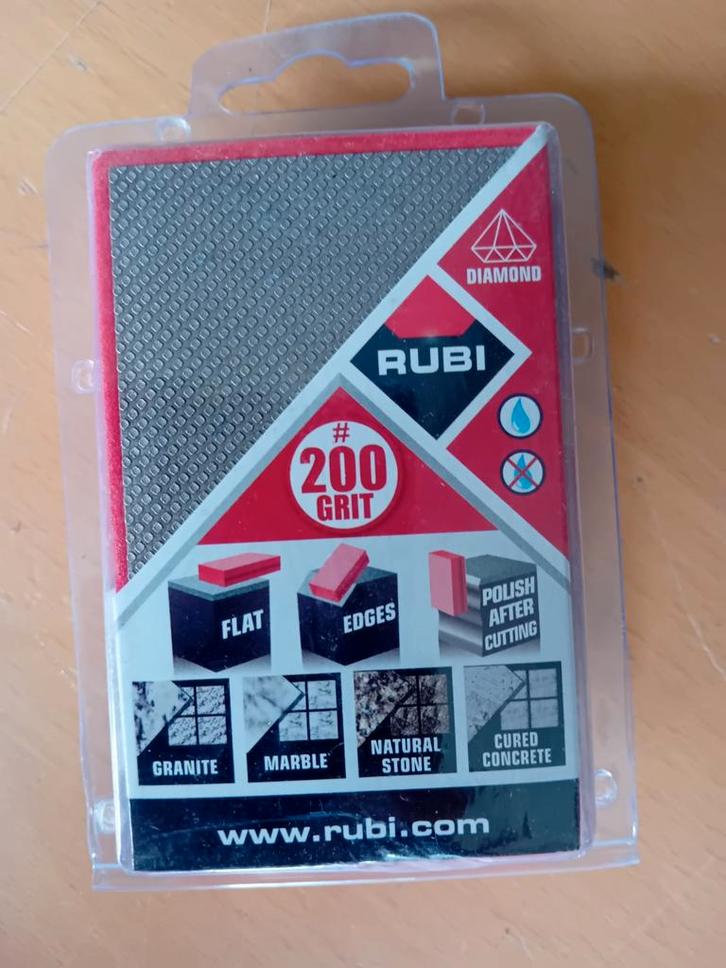 DIAMOND
RUBI
#
200
GRIT
FLAT
EDGES
POLISH
AFTER
CUTTING
GRANITE
MARBLE
NATURAL
STONE
CURED
CONCRETE
www.rubi.com